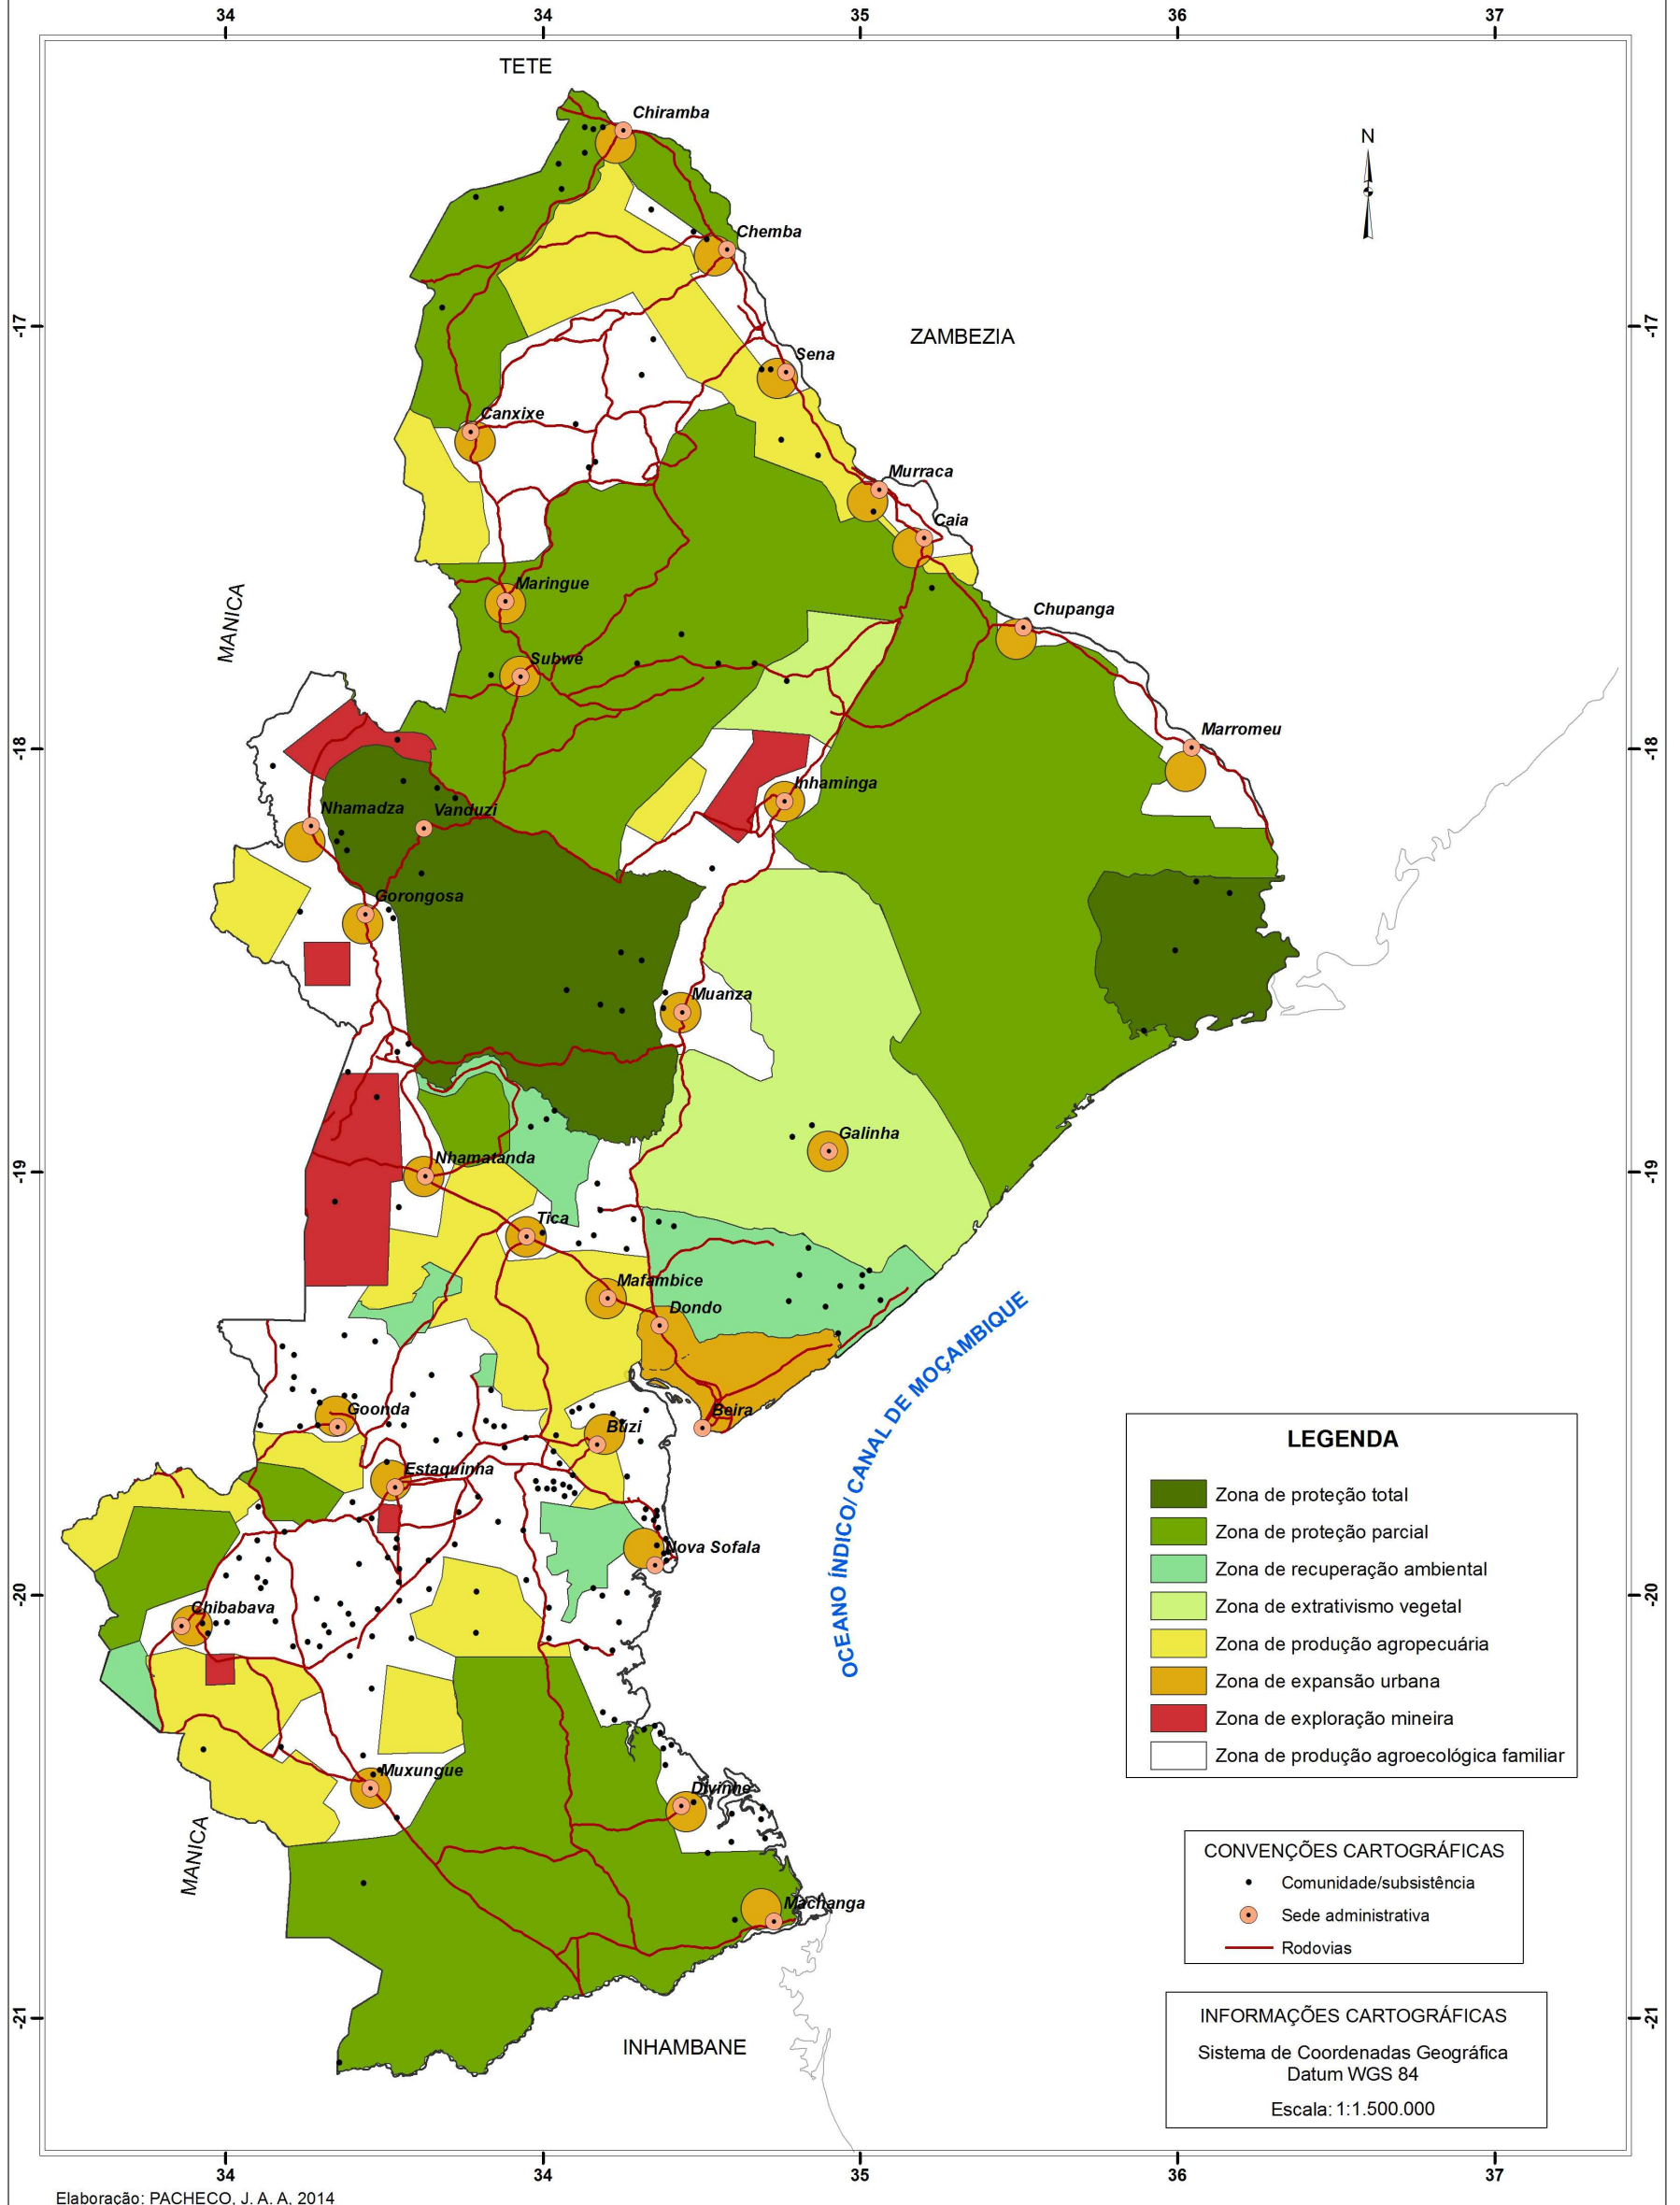 34 34 35 36 37
TETE
Chiramba
N
Chemba
-17 -17
ZAMBEZIA
Sena
Canxixe
Murraca
Caia
Maringue
MANICA
Chupanga
Subwe
Marromeu
-18 -18
Inhaminga
Nhamadza
Vanduzi
Gorongosa
Muanza
Galinha
Nhamatanda
-19 -19
Tica
Mafambice
Dondo
OCEANO ÍNDICO/ CANAL DE MOÇAMBIQUE
Goonda
Beira
Buzi
Estaquinha
Nova Sofala
-20 -20
Chibabava
Muxungue
Divinhe
MANICA
Machanga
-21 -21
INHAMBANE
LEGENDA
Zona de proteção total
Zona de proteção parcial
Zona de recuperação ambiental
Zona de extrativismo vegetal
Zona de produção agropecuária
Zona de expansão urbana
Zona de exploração mineira
Zona de produção agroecológica familiar
CONVENÇÕES CARTOGRÁFICAS
Comunidade/subsistência
Sede administrativa
Rodovias
INFORMAÇÕES CARTOGRÁFICAS
Sistema de Coordenadas Geográfica
Datum WGS 84
Escala: 1:1.500.000
34 34 35 36 37
Elaboração: PACHECO, J. A. A, 2014